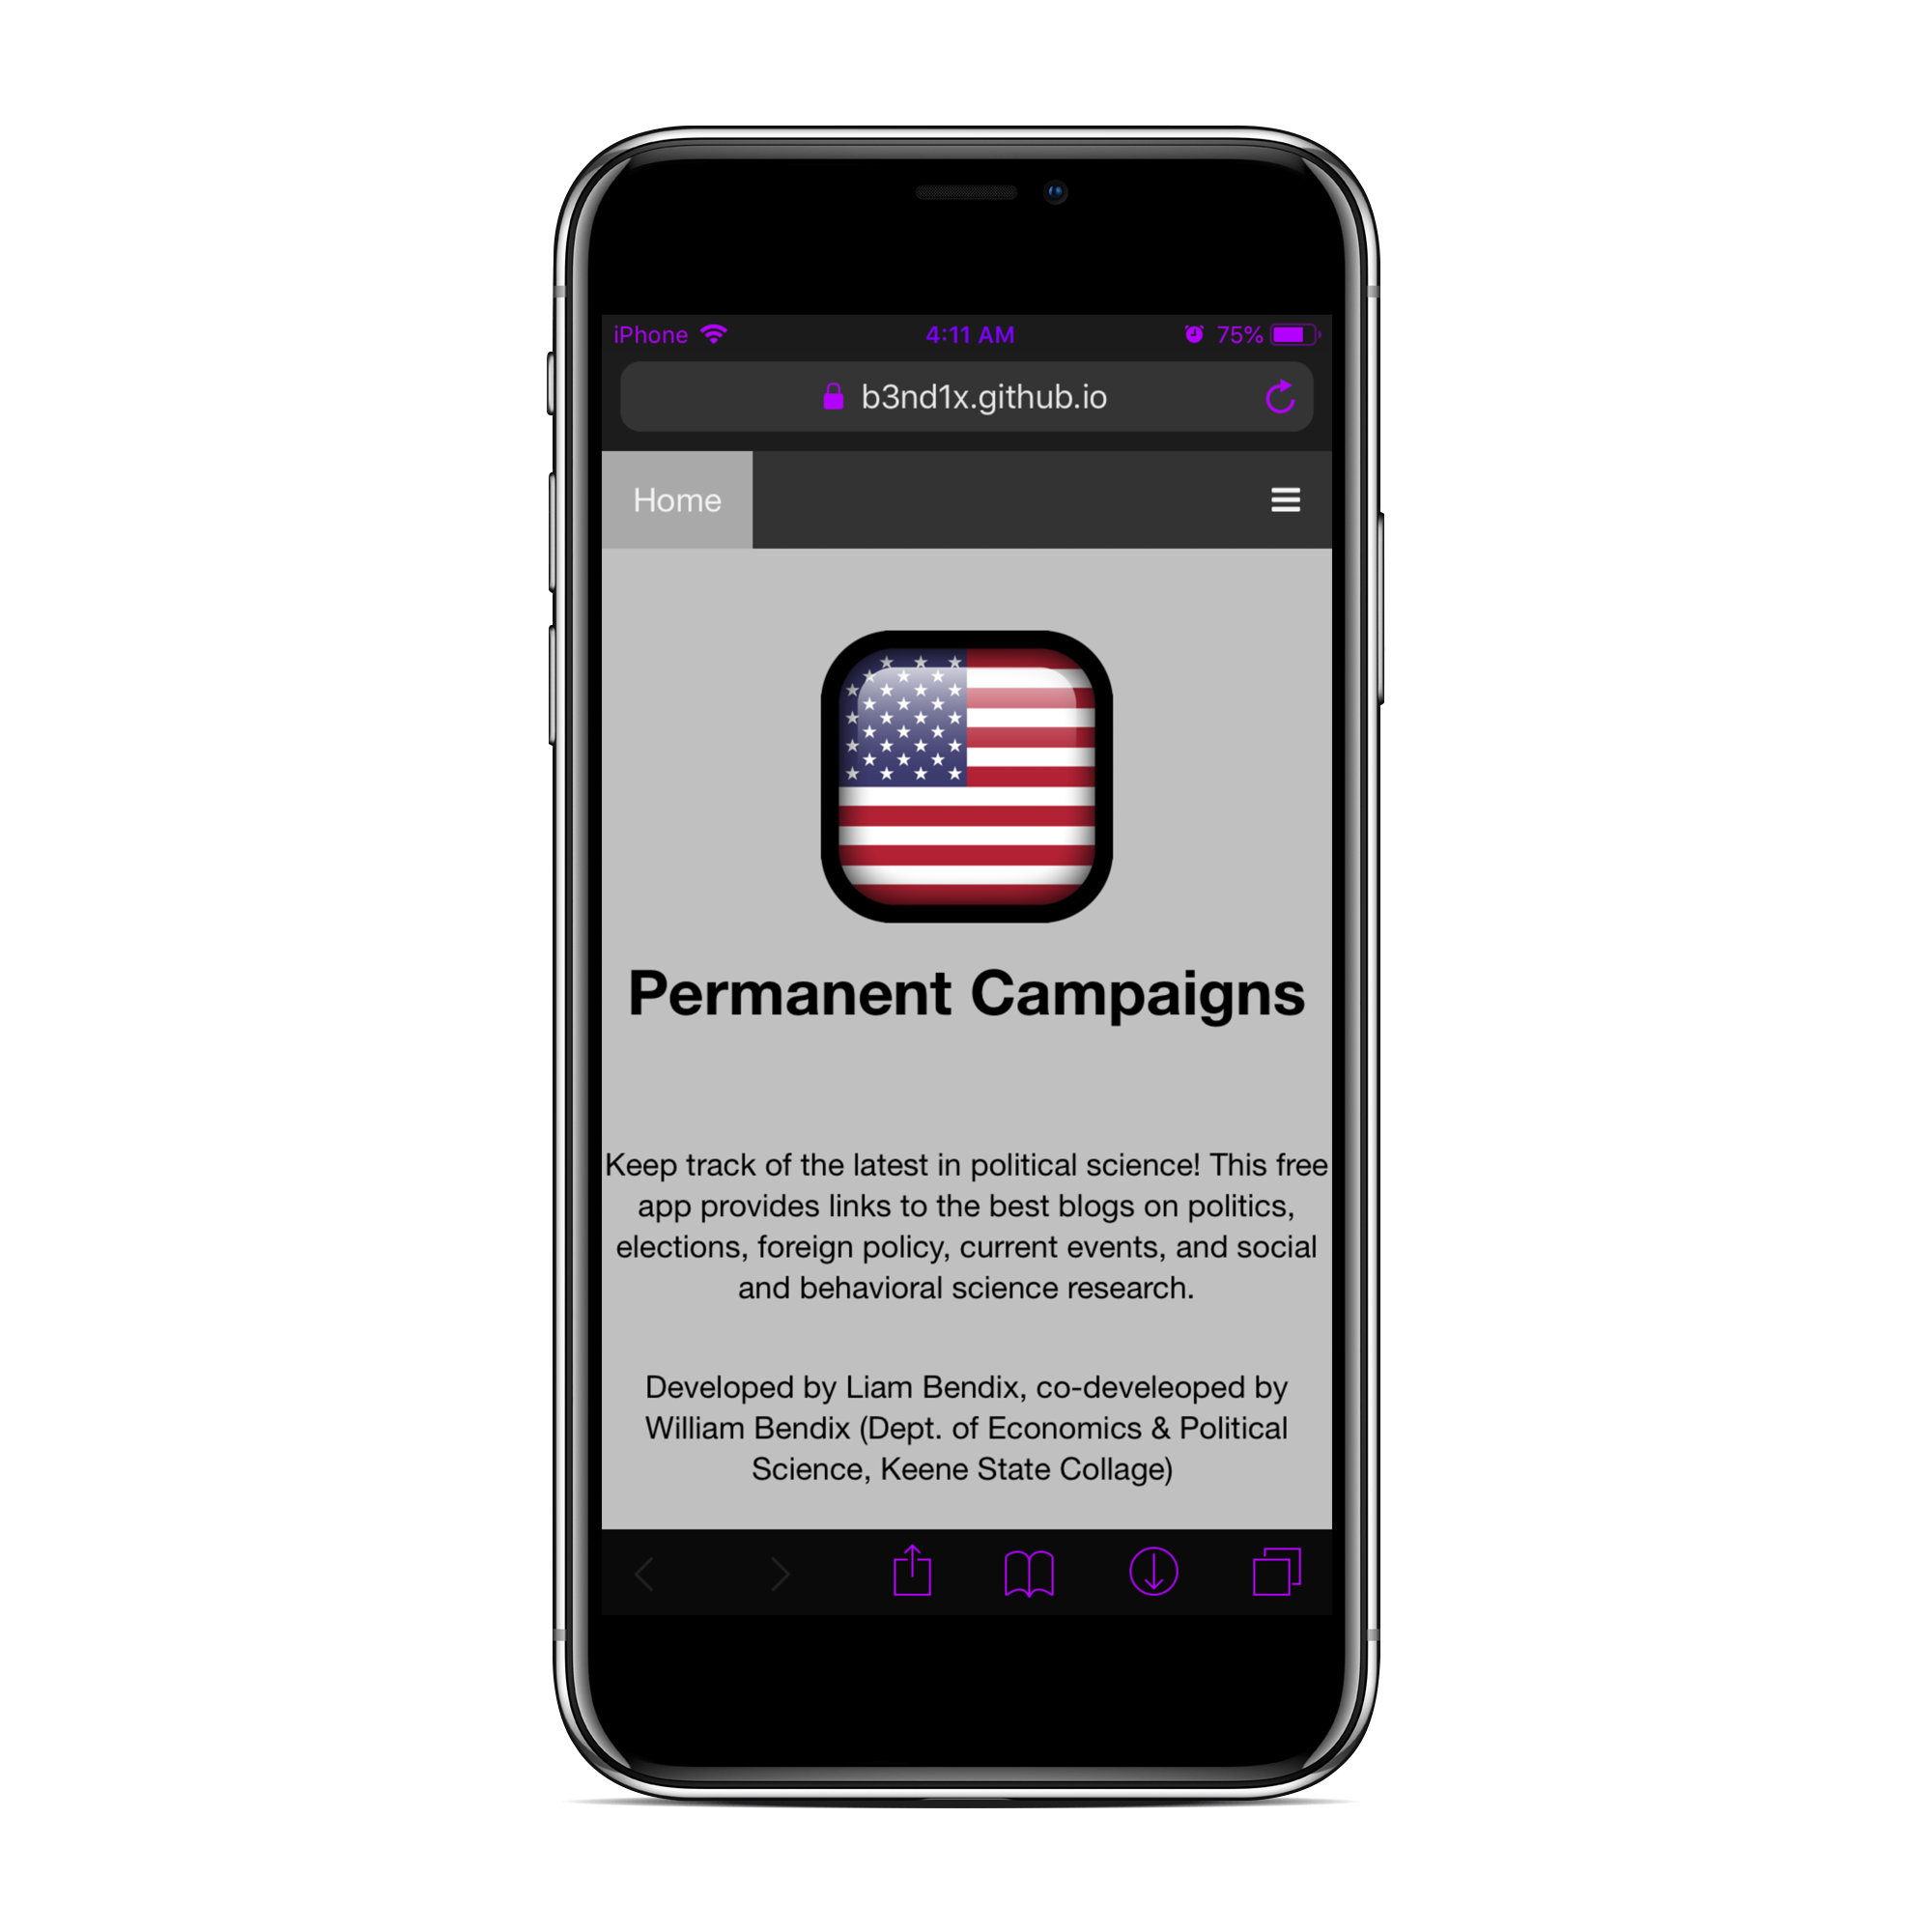 iPhone 4:11 AM 75%
b3nd1x.github.io
Home
Permanent Campaigns
Keep track of the latest in political science! This free
app provides links to the best blogs on politics,
elections, foreign policy, current events, and social
and behavioral science research.
Developed by Liam Bendix, co-develeoped by
William Bendix (Dept. of Economics & Political
Science, Keene State Collage)